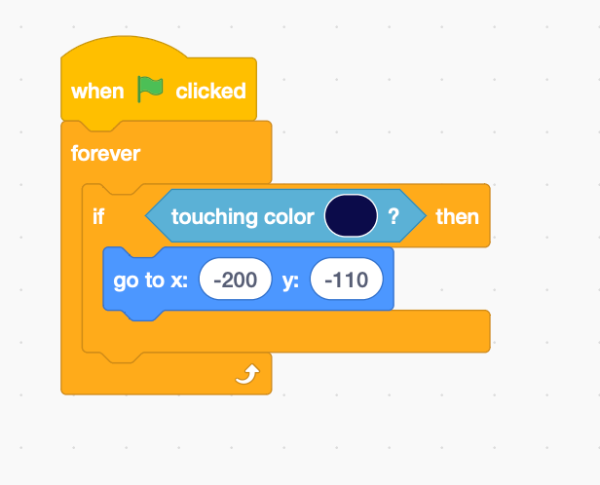 when clicked
forever
if touching color ? then
go to x: -200 y: -110